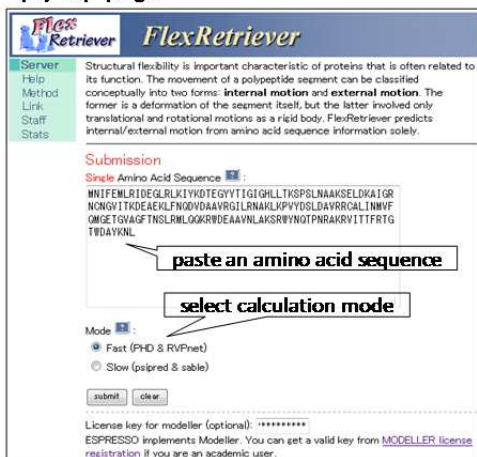 Flex
Retriever
FlexRetriever
Server
Help
Method
Link
Staff
Stats
Structural flexibility is important characteristic of proteins that is often related to
its function. The movement of a polypeptide segment can be classified
conceptually into two forms: internal motion and external motion. The
former is a deformation of the segment itself, but the latter involved only
translational and rotational motions as a rigid body. FlexRetriever predicts
internal/external motion from amino acid sequence information solely.
Submission
Single Amino Acid Sequence ? :
MNIFEMLRIDEGLRLKIYKDTEGYYTIGIGHLLTKSPSLNAAKSELDKAIGR
NCNGVITKDEAEKLFNQDVDAAVRGILRNAKLKPVYDSLDAVRRCALINMVF
QMGETGVAGFTNSLRMLQQKRWDEAAVNLAKSRWYNQTPNRAKRVITTFRTG
TWDAYKNL
paste an amino acid sequence
select calculation mode
Mode ? :
Fast (PHD & RVPnet)
Slow (psipred & sable)
submit clear
License key for modeller (optional): **********
ESPRESSO implements Modeller. You can get a valid key from MODELLER license
registration if you are an academic user.